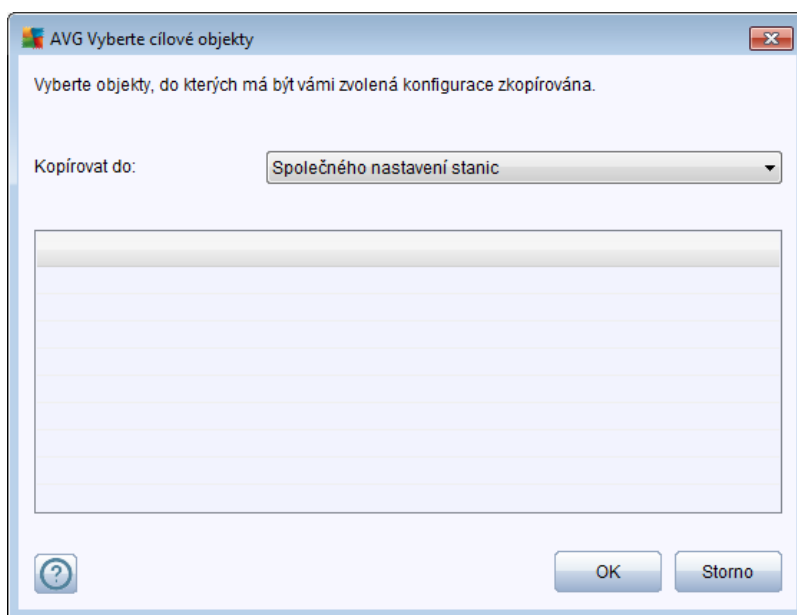 AVG Vyberte cílové objekty
Vyberte objekty, do kterých má být vámi zvolená konfigurace zkopírována.
Kopírovat do: Společného nastavení stanic
? OK Storno